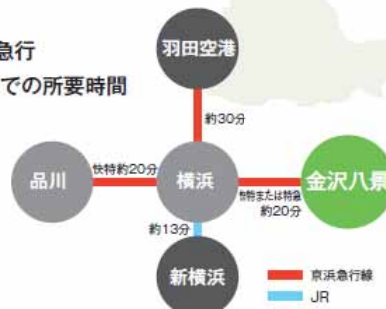 急行
での所要時間
羽田空港
約30分
品川
快特約20分
横浜
快特または特急
約20分
金沢八景
約13分
新横浜
京浜急行線
JR